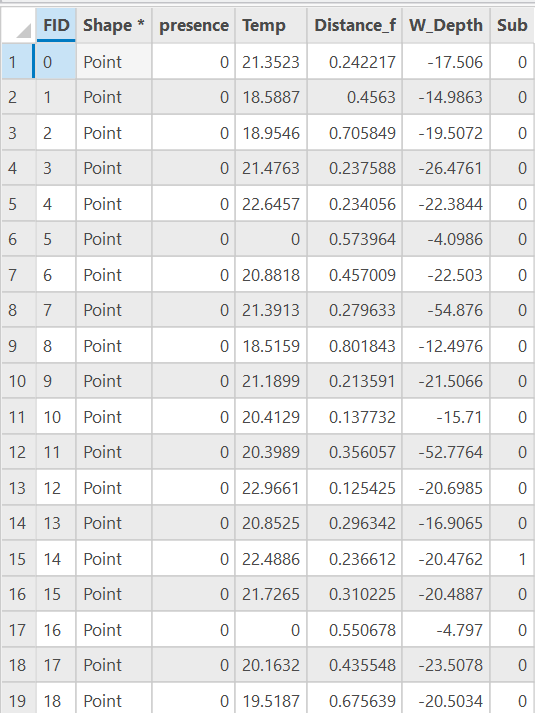 FID Shape * presence Temp Distance_f W_Depth Sub
1 0 Point 0 21.3523 0.242217 -17.506 0
2 1 Point 0 18.5887 0.4563 -14.9863 0
3 2 Point 0 18.9546 0.705849 -19.5072 0
4 3 Point 0 21.4763 0.237588 -26.4761 0
5 4 Point 0 22.6457 0.234056 -22.3844 0
6 5 Point 0 0 0.573964 -4.0986 0
7 6 Point 0 20.8818 0.457009 -22.503 0
8 7 Point 0 21.3913 0.279633 -54.876 0
9 8 Point 0 18.5159 0.801843 -12.4976 0
10 9 Point 0 21.1899 0.213591 -21.5066 0
11 10 Point 0 20.4129 0.137732 -15.71 0
12 11 Point 0 20.3989 0.356057 -52.7764 0
13 12 Point 0 22.9661 0.125425 -20.6985 0
14 13 Point 0 20.8525 0.296342 -16.9065 0
15 14 Point 0 22.4886 0.236612 -20.4762 1
16 15 Point 0 21.7265 0.310225 -20.4887 0
17 16 Point 0 0 0.550678 -4.797 0
18 17 Point 0 20.1632 0.435548 -23.5078 0
19 18 Point 0 19.5187 0.675639 -20.5034 0